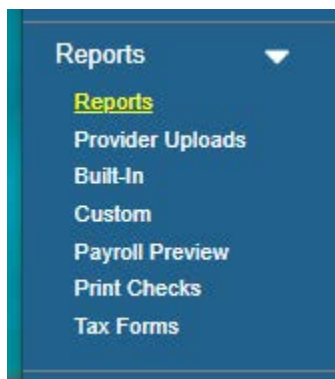 Reports
Reports
Provider Uploads
Built-In
Custom
Payroll Preview
Print Checks
Tax Forms